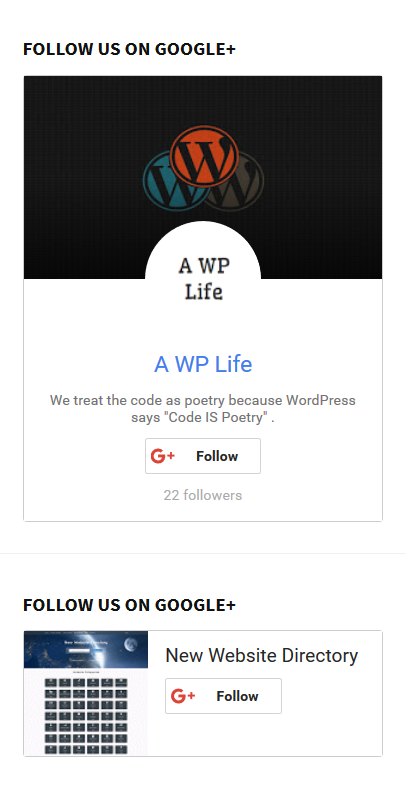 FOLLOW US ON GOOGLE+
A WP
Life
A WP Life
We treat the code as poetry because WordPress
says "Code IS Poetry" .
G+ Follow
22 followers
FOLLOW US ON GOOGLE+
New Website Directory
New Website Directory
G+ Follow